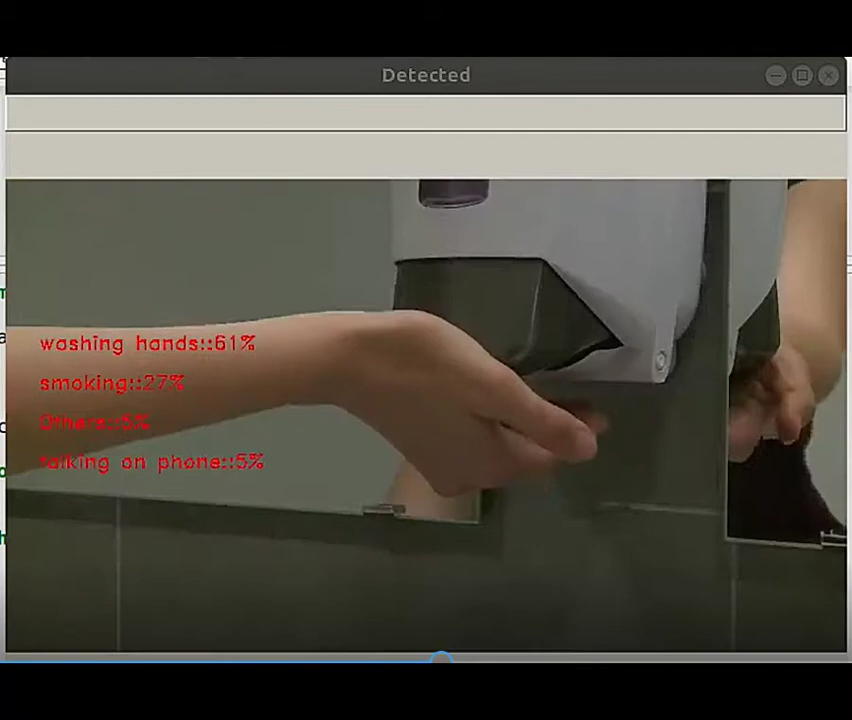 Detected
washing hands::61%
smoking::27%
Others::5%
talking on phone::5%